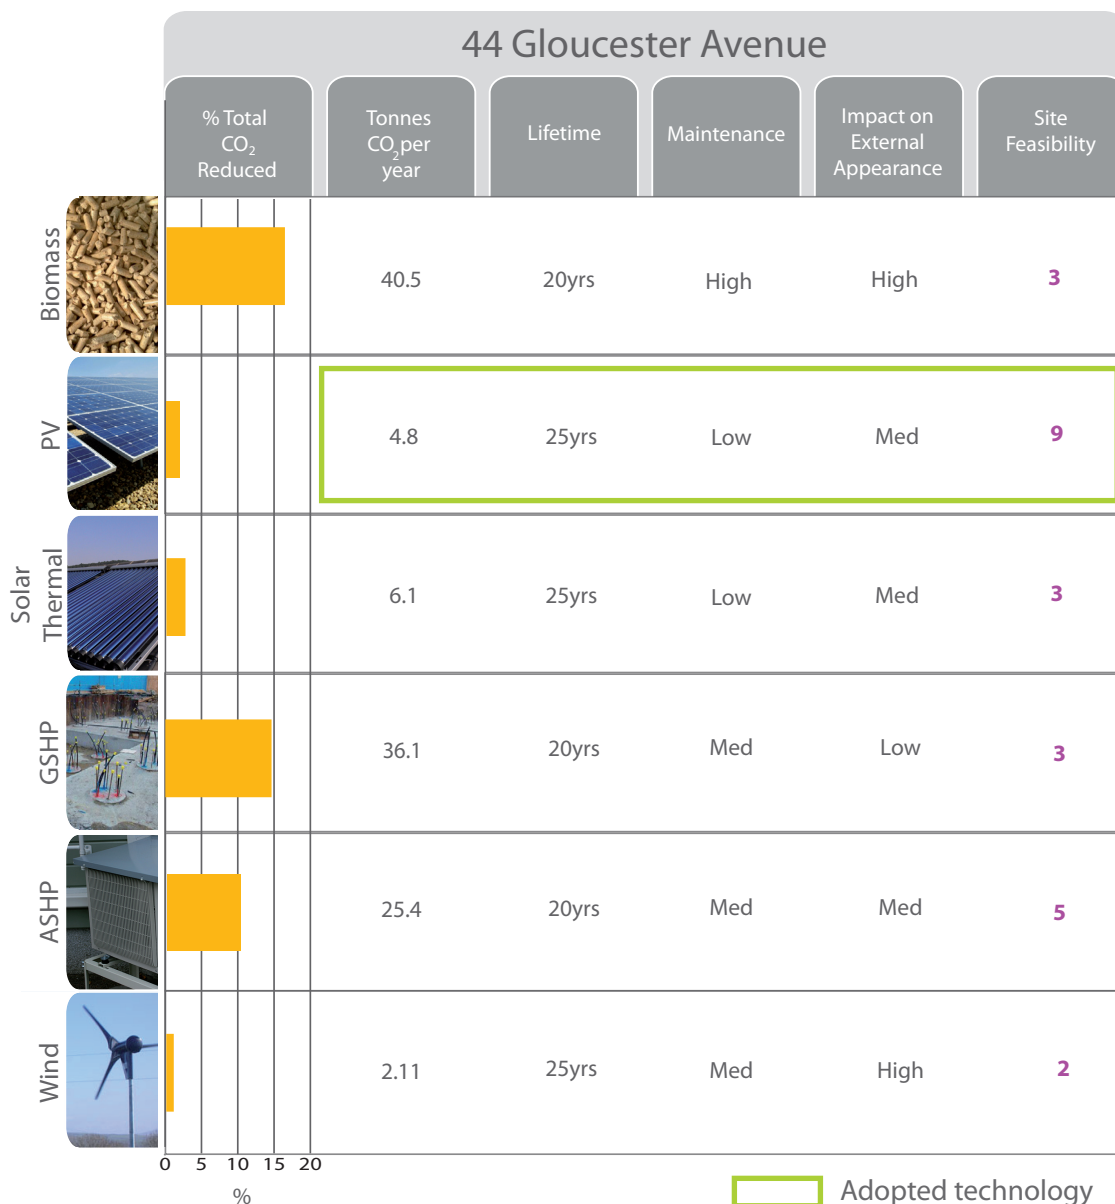 44 Gloucester Avenue
% Total
CO₂
Reduced
Tonnes
CO₂per
year
Lifetime
Maintenance
Impact on
External
Appearance
Site
Feasibility
Biomass
40.5
20yrs
High
High
3
PV
4.8
25yrs
Low
Med
9
Solar
Thermal
6.1
25yrs
Low
Med
3
GSHP
36.1
20yrs
Med
Low
3
ASHP
25.4
20yrs
Med
Med
5
Wind
2.11
25yrs
Med
High
2
0 5 10 15 20
%
Adopted technology